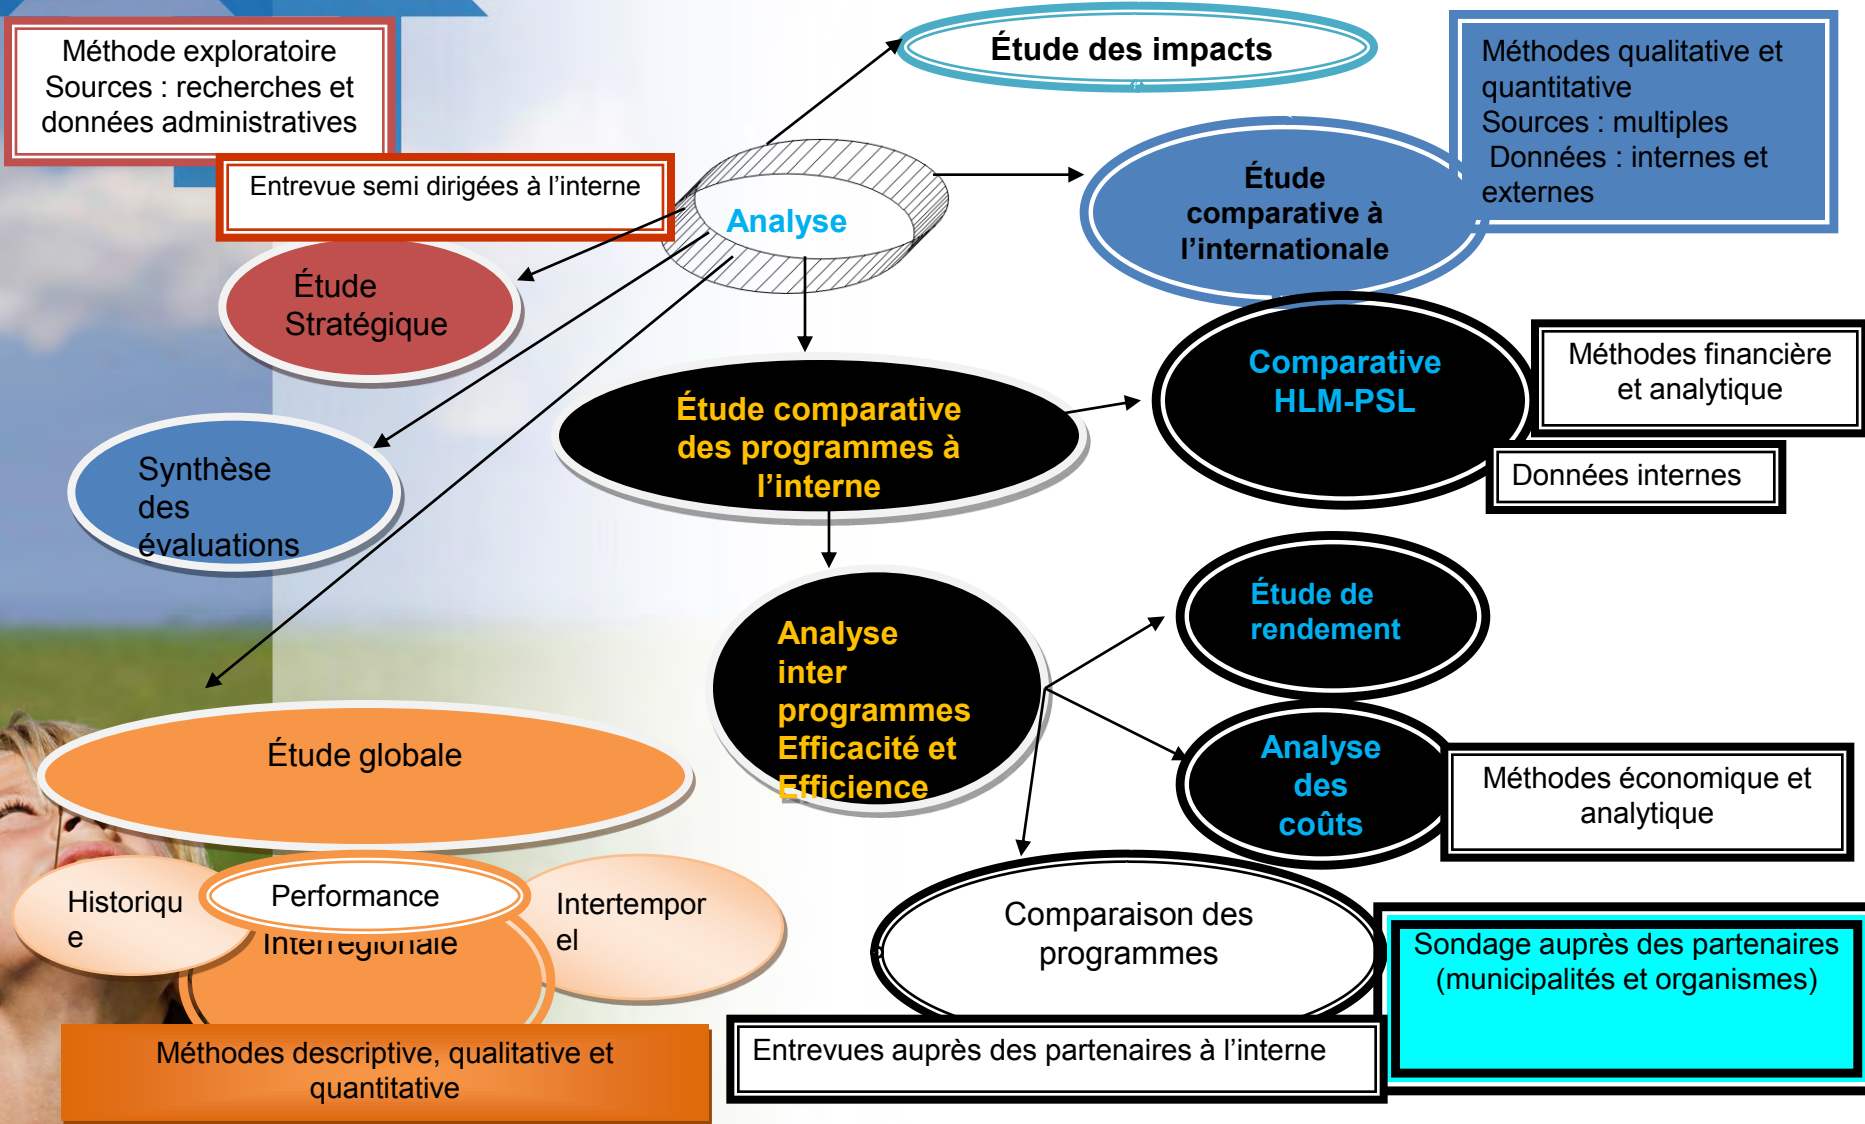 Méthode exploratoire
Sources : recherches et
données administratives
Entrevue semi dirigées à l'interne
Étude des impacts
Méthodes qualitative et
quantitative
Sources : multiples
Données : internes et
externes
Analyse
Étude
comparative à
l'internationale
Étude
Stratégique
Étude comparative
des programmes à
l'interne
Comparative
HLM-PSL
Méthodes financière
et analytique
Données internes
Synthèse
des
évaluations
Analyse
inter
programmes
Efficacité et
Efficience
Étude de
rendement
Analyse
des
coûts
Méthodes économique et
analytique
Étude globale
Historiqu
e
Performance
Interrégionale
Intertempor
el
Méthodes descriptive, qualitative et
quantitative
Comparaison des
programmes
Entrevues auprès des partenaires à l'interne
Sondage auprès des partenaires
(municipalités et organismes)